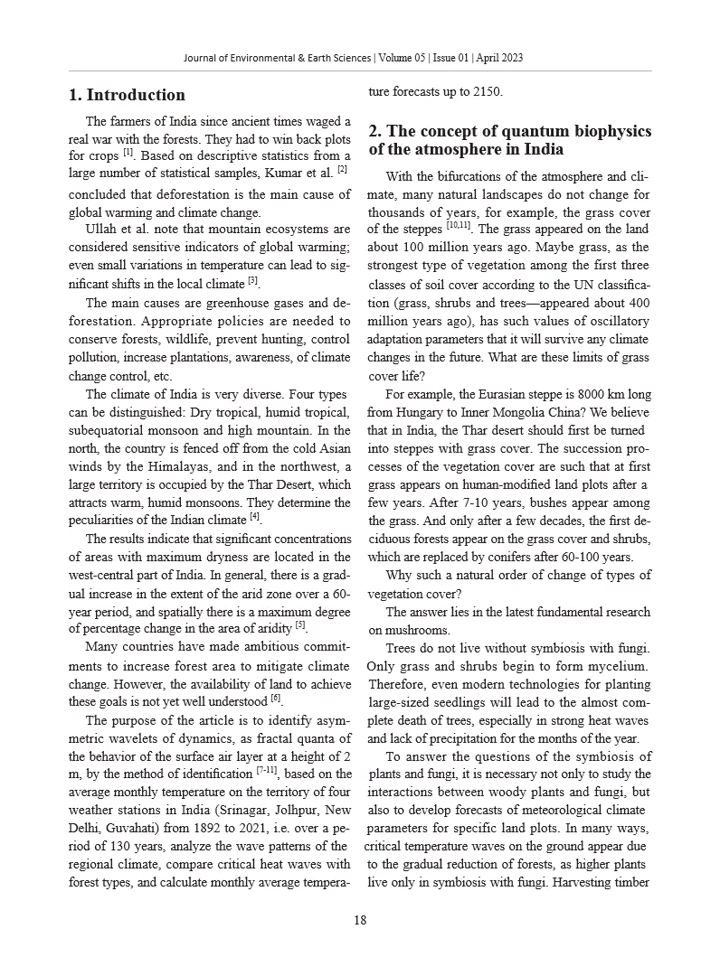 Journal of Environmental & Earth Sciences | Volume 05 | Issue 01 | April 2023
1. Introduction
The farmers of India since ancient times waged a
real war with the forests. They had to win back plots
for crops [1]. Based on descriptive statistics from a
large number of statistical samples, Kumar et al. [2]
concluded that deforestation is the main cause of
global warming and climate change.
Ullah et al. note that mountain ecosystems are
considered sensitive indicators of global warming;
even small variations in temperature can lead to sig-
nificant shifts in the local climate [3].
The main causes are greenhouse gases and de-
forestation. Appropriate policies are needed to
conserve forests, wildlife, prevent hunting, control
pollution, increase plantations, awareness, of climate
change control, etc.
The climate of India is very diverse. Four types
can be distinguished: Dry tropical, humid tropical,
subequatorial monsoon and high mountain. In the
north, the country is fenced off from the cold Asian
winds by the Himalayas, and in the northwest, a
large territory is occupied by the Thar Desert, which
attracts warm, humid monsoons. They determine the
peculiarities of the Indian climate [4].
The results indicate that significant concentrations
of areas with maximum dryness are located in the
west-central part of India. In general, there is a grad-
ual increase in the extent of the arid zone over a 60-
year period, and spatially there is a maximum degree
of percentage change in the area of aridity [5].
Many countries have made ambitious commit-
ments to increase forest area to mitigate climate
change. However, the availability of land to achieve
these goals is not yet well understood [6].
The purpose of the article is to identify asym-
metric wavelets of dynamics, as fractal quanta of
the behavior of the surface air layer at a height of 2
m, by the method of identification [7-11], based on the
average monthly temperature on the territory of four
weather stations in India (Srinagar, Jolhpur, New
Delhi, Guvahati) from 1892 to 2021, i.e. over a pe-
riod of 130 years, analyze the wave patterns of the
regional climate, compare critical heat waves with
forest types, and calculate monthly average tempera-
ture forecasts up to 2150.
2. The concept of quantum biophysics
of the atmosphere in India
With the bifurcations of the atmosphere and cli-
mate, many natural landscapes do not change for
thousands of years, for example, the grass cover
of the steppes [10,11]. The grass appeared on the land
about 100 million years ago. Maybe grass, as the
strongest type of vegetation among the first three
classes of soil cover according to the UN classifica-
tion (grass, shrubs and trees—appeared about 400
million years ago), has such values of oscillatory
adaptation parameters that it will survive any climate
changes in the future. What are these limits of grass
cover life?
For example, the Eurasian steppe is 8000 km long
from Hungary to Inner Mongolia China? We believe
that in India, the Thar desert should first be turned
into steppes with grass cover. The succession pro-
cesses of the vegetation cover are such that at first
grass appears on human-modified land plots after a
few years. After 7-10 years, bushes appear among
the grass. And only after a few decades, the first de-
ciduous forests appear on the grass cover and shrubs,
which are replaced by conifers after 60-100 years.
Why such a natural order of change of types of
vegetation cover?
The answer lies in the latest fundamental research
on mushrooms.
Trees do not live without symbiosis with fungi.
Only grass and shrubs begin to form mycelium.
Therefore, even modern technologies for planting
large-sized seedlings will lead to the almost com-
plete death of trees, especially in strong heat waves
and lack of precipitation for the months of the year.
To answer the questions of the symbiosis of
plants and fungi, it is necessary not only to study the
interactions between woody plants and fungi, but
also to develop forecasts of meteorological climate
parameters for specific land plots. In many ways,
critical temperature waves on the ground appear due
to the gradual reduction of forests, as higher plants
live only in symbiosis with fungi. Harvesting timber
18